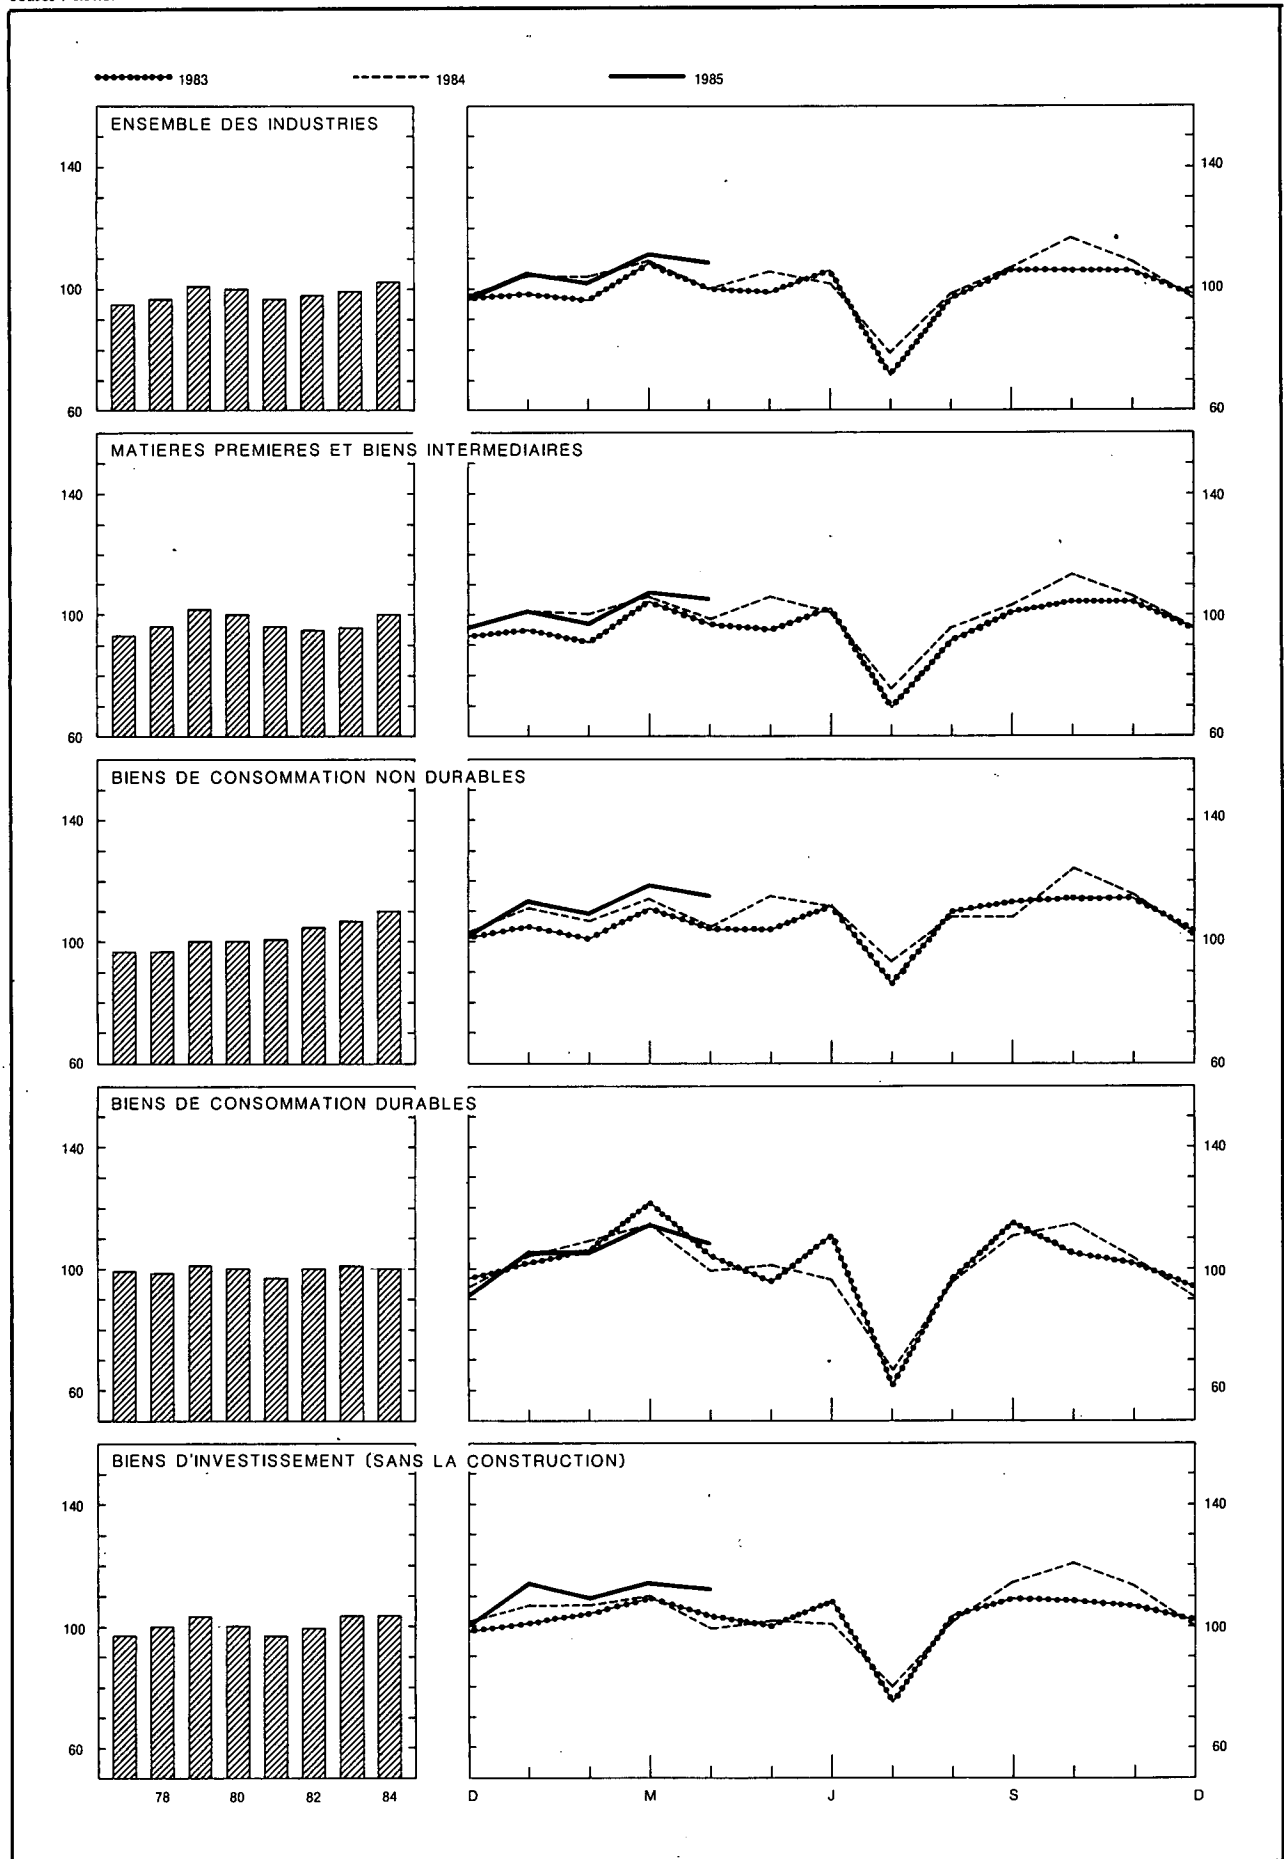 1983 1984 1985
ENSEMBLE DES INDUSTRIES
140 140
100 100
60 60
MATIERES PREMIERES ET BIENS INTERMEDIAIRES
140 140
100 100
60 60
BIENS DE CONSOMMATION NON DURABLES
140 140
100 100
60 60
BIENS DE CONSOMMATION DURABLES
140 140
100 100
60 60
BIENS D'INVESTISSEMENT (SANS LA CONSTRUCTION)
140 140
100 100
60 60
78 80 82 84 D M J S D